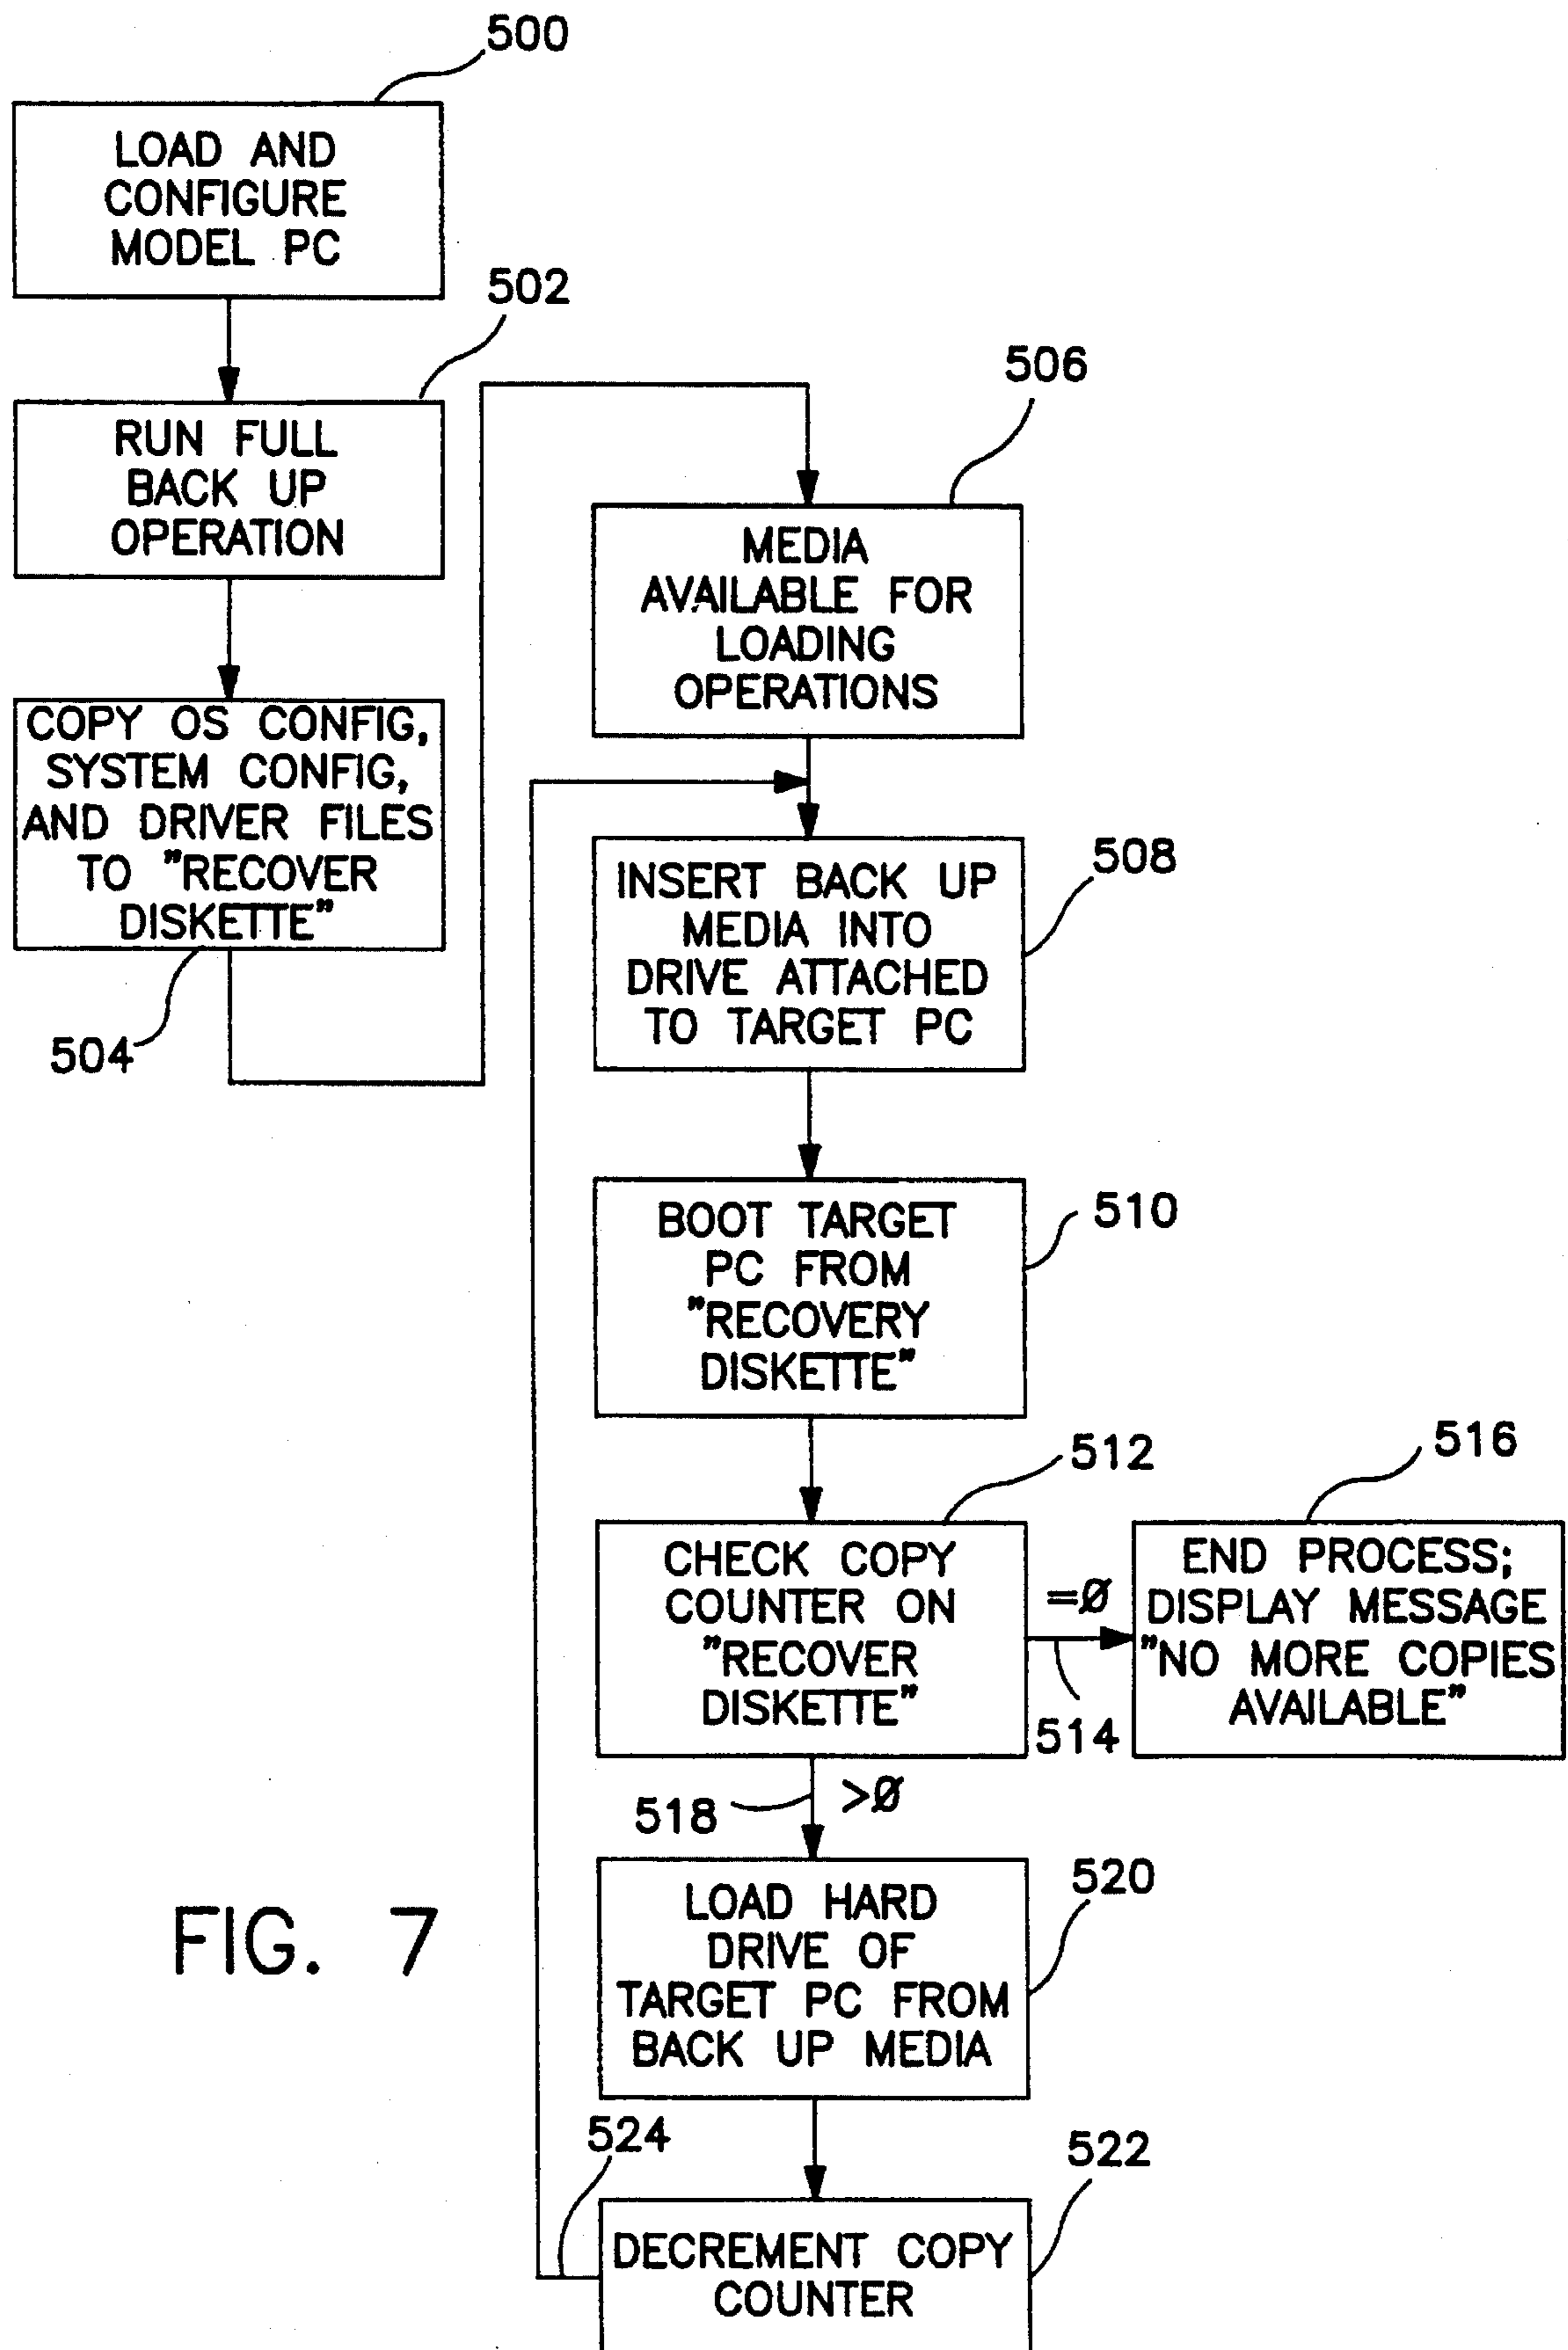 500
LOAD AND
CONFIGURE
MODEL PC
502
RUN FULL
BACK UP
OPERATION
COPY OS CONFIG,
SYSTEM CONFIG,
AND DRIVER FILES
TO "RECOVER
DISKETTE"
504
506
MEDIA
AVAILABLE FOR
LOADING
OPERATIONS
INSERT BACK UP
MEDIA INTO
DRIVE ATTACHED
TO TARGET PC
508
BOOT TARGET
PC FROM
"RECOVERY
DISKETTE"
510
512
CHECK COPY
COUNTER ON
"RECOVER
DISKETTE"
=Ø
514
516
END PROCESS;
DISPLAY MESSAGE
"NO MORE COPIES
AVAILABLE"
518
>Ø
520
LOAD HARD
DRIVE OF
TARGET PC FROM
BACK UP MEDIA
524
522
DECREMENT COPY
COUNTER
FIG. 7